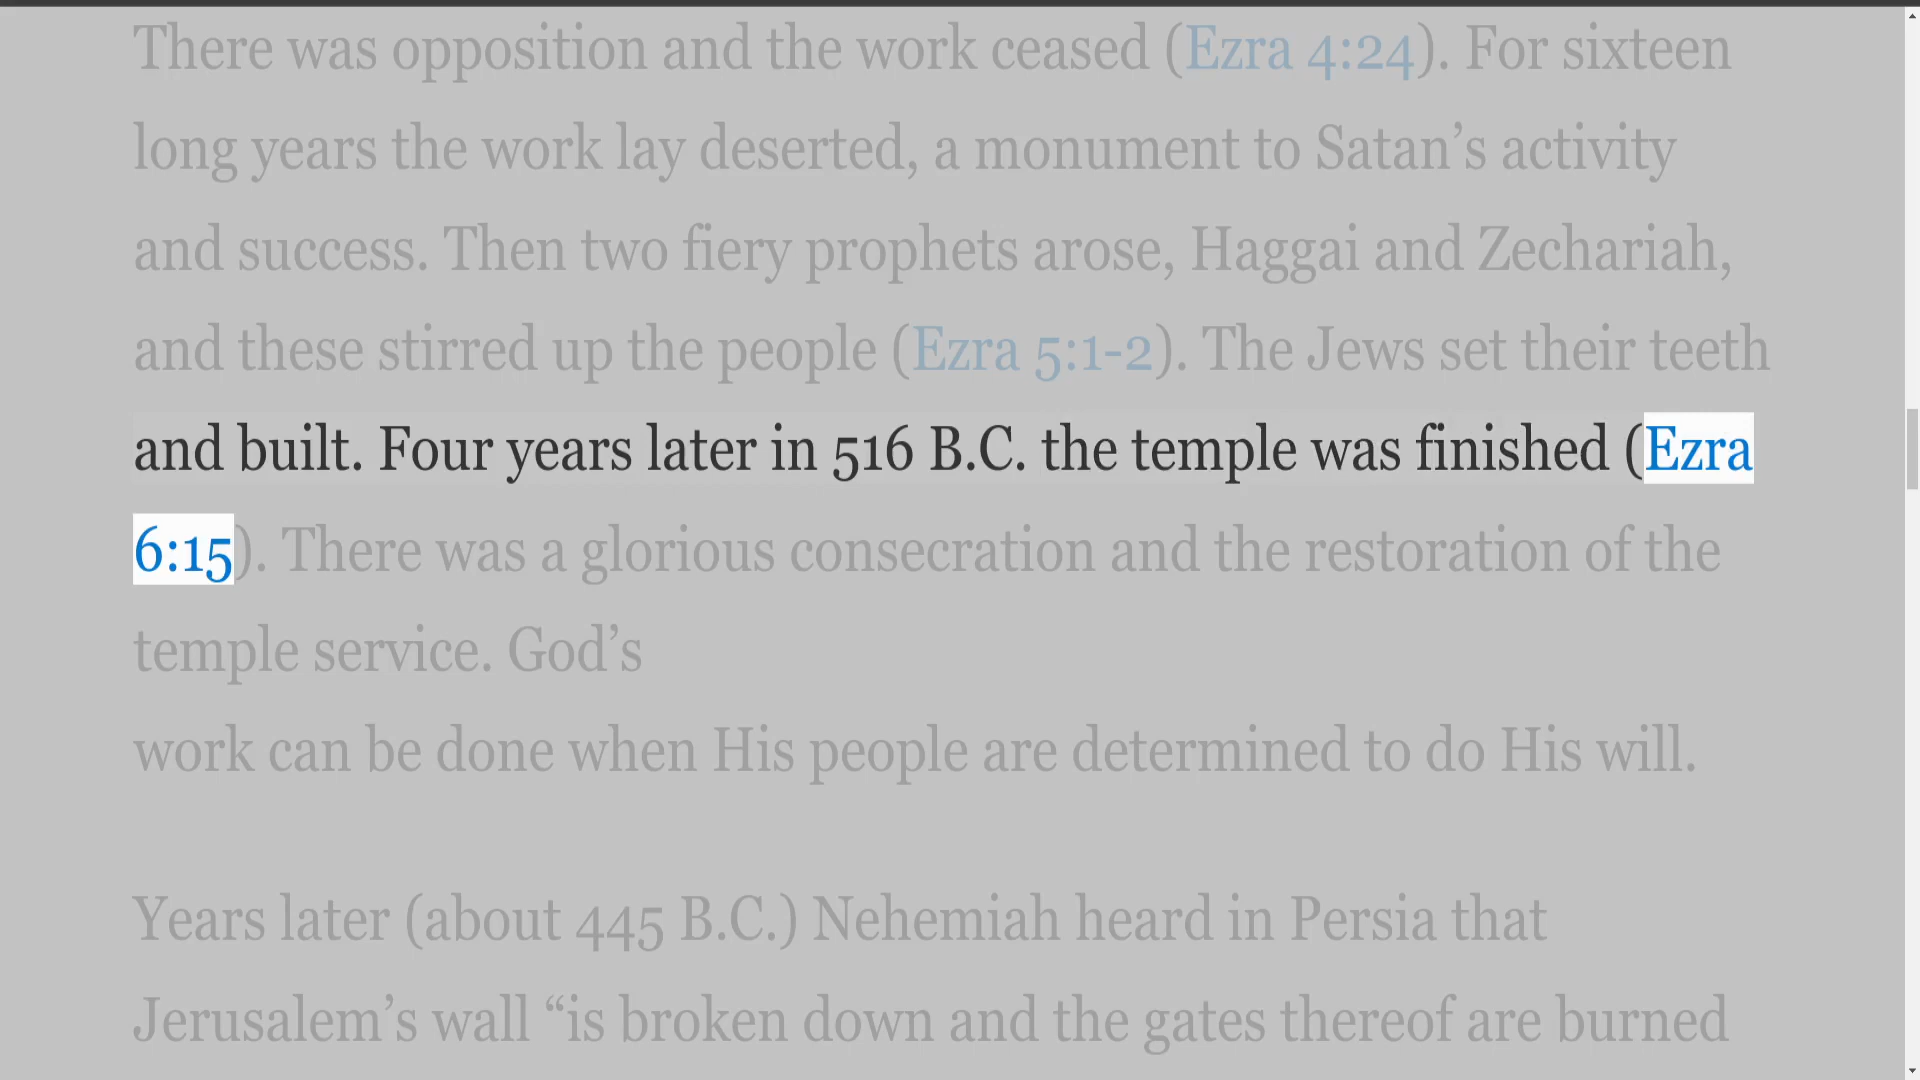 There was opposition and the work ceased (Ezra 4:24). For sixteen
long years the work lay deserted, a monument to Satan’s activity
and success. Then two fiery prophets arose, Haggai and Zechariah,
and these stirred up the people (Ezra 5:1-2). The Jews set their teeth
and built. Four years later in 516 B.C. the temple was finished (Ezra
6:15). There was a glorious consecration and the restoration of the
temple service. God’s
work can be done when His people are determined to do His will.
Years later (about 445 B.C.) Nehemiah heard in Persia that
Jerusalem’s wall “is broken down and the gates thereof are burned